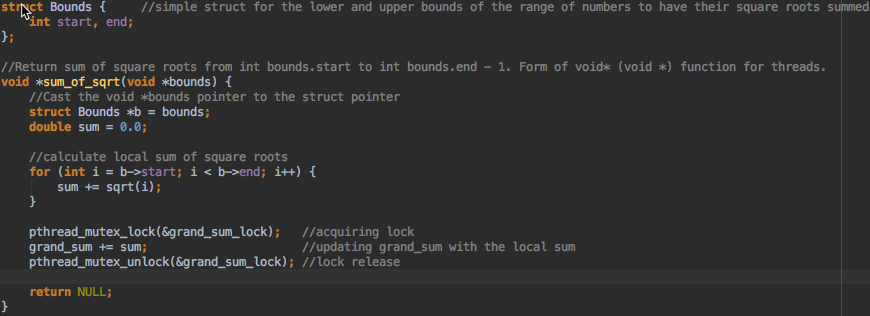 struct Bounds {     //simple struct for the lower and upper bounds of the range of numbers to have their square roots summed
    int start, end;
};

//Return sum of square roots from int bounds.start to int bounds.end - 1. Form of void* (void *) function for threads.
void *sum_of_sqrt(void *bounds) {
    //Cast the void *bounds pointer to the struct pointer
    struct Bounds *b = bounds;
    double sum = 0.0;

    //calculate local sum of square roots
    for (int i = b->start; i < b->end; i++) {
        sum += sqrt(i);
    }

    pthread_mutex_lock(&grand_sum_lock);   //acquiring lock
    grand_sum += sum;                      //updating grand_sum with the local sum
    pthread_mutex_unlock(&grand_sum_lock); //lock release

    return NULL;
}